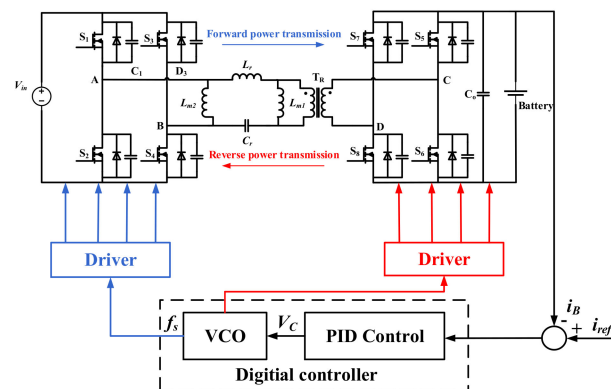 S1
S3
Forward power transmission
S7
S5
C1
D3
Lr
A
TR
C
Vin
Lm2
Lm1
Co
Battery
B
Cr
D
S2
S4
Reverse power transmission
S8
S6
Driver
Driver
iB
fs
VC
- + iref
VCO
PID Control
Digitial controller